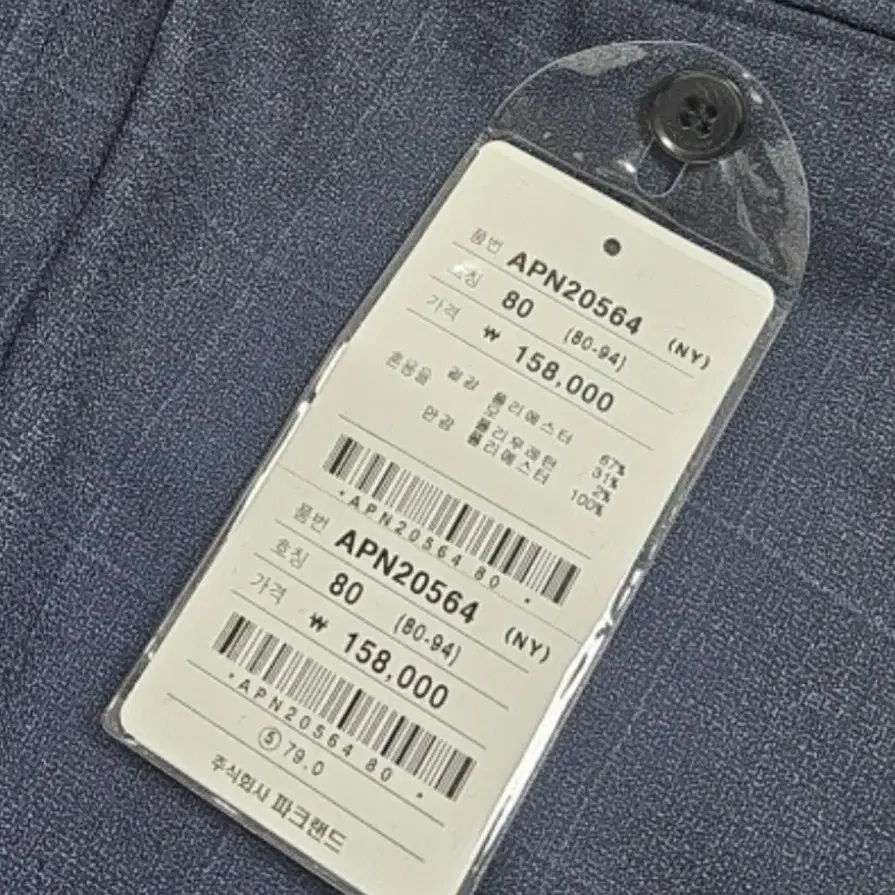 품번 APN20564 (NY)
호칭 80 (80-94)
가격 ₩ 158,000
혼용율 겉감 폴리에스터 67%
모 31%
폴리우레턴 2%
안감 폴리에스터 100%
*APN20564 80 *
품번 APN20564 (NY)
호칭 80 (80-94)
가격 ₩ 158,000
*APN20564 80 *
⑤ 79.0
주식회사 파크랜드